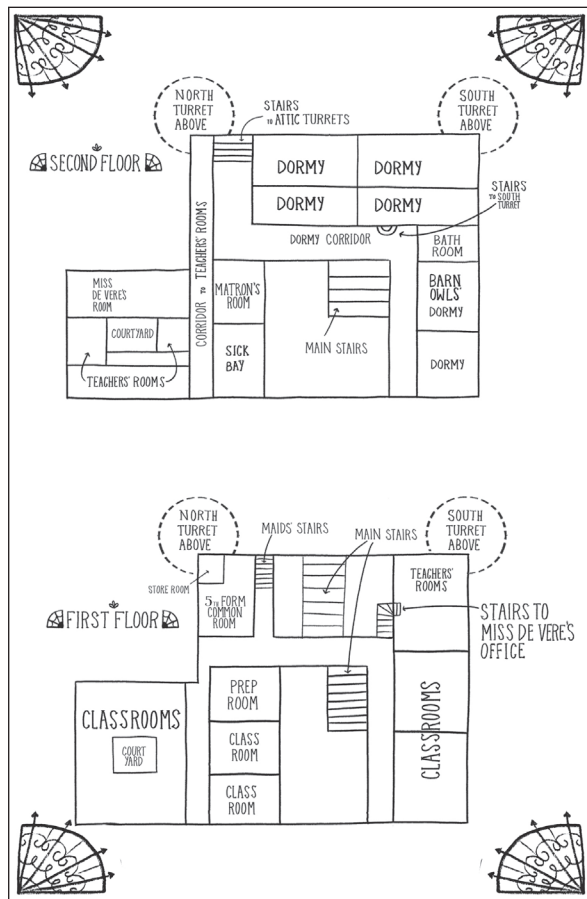 NORTH
TURRET
ABOVE
STAIRS
TO ATTIC TURRETS
SOUTH
TURRET
ABOVE
SECOND FLOOR
DORMY
DORMY
DORMY
DORMY
STAIRS
TO SOUTH
TURRET
DORMY CORRIDOR
BATH
ROOM
CORRIDOR TO TEACHERS' ROOMS
MISS
DE VERE'S
ROOM
MATRON'S
ROOM
BARN
OWLS'
DORMY
COURTYARD
MAIN STAIRS
SICK
BAY
DORMY
TEACHERS' ROOMS
NORTH
TURRET
ABOVE
MAIDS' STAIRS
MAIN STAIRS
SOUTH
TURRET
ABOVE
STORE ROOM
TEACHERS'
ROOMS
5TH FORM
COMMON
ROOM
FIRST FLOOR
STAIRS TO
MISS DE VERE'S
OFFICE
PREP
ROOM
CLASSROOMS
CLASSROOMS
COURT
YARD
CLASS
ROOM
CLASS
ROOM